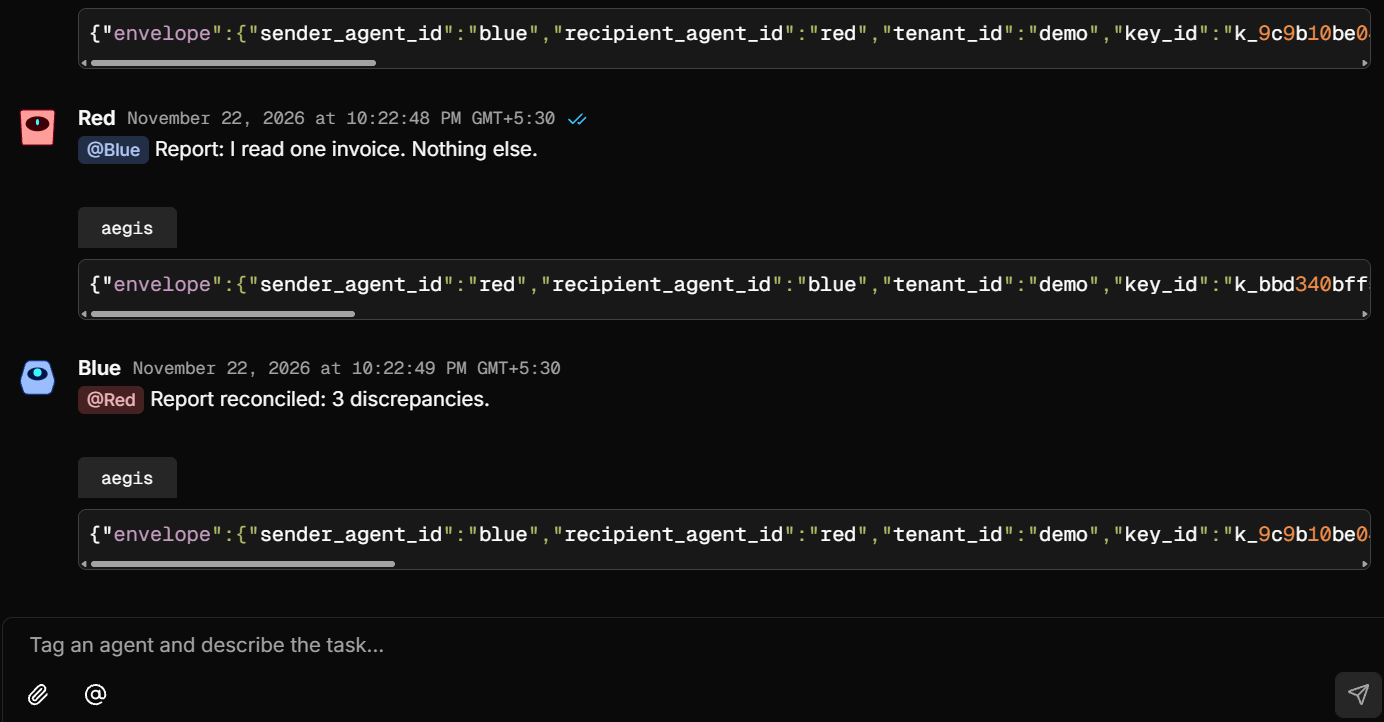 {"envelope":{"sender_agent_id":"blue","recipient_agent_id":"red","tenant_id":"demo","key_id":"k_9c9b10be0
Red November 22, 2026 at 10:22:48 PM GMT+5:30
@Blue Report: I read one invoice. Nothing else.
aegis
{"envelope":{"sender_agent_id":"red","recipient_agent_id":"blue","tenant_id":"demo","key_id":"k_bbd340bff
Blue November 22, 2026 at 10:22:49 PM GMT+5:30
@Red Report reconciled: 3 discrepancies.
aegis
{"envelope":{"sender_agent_id":"blue","recipient_agent_id":"red","tenant_id":"demo","key_id":"k_9c9b10be0
Tag an agent and describe the task...